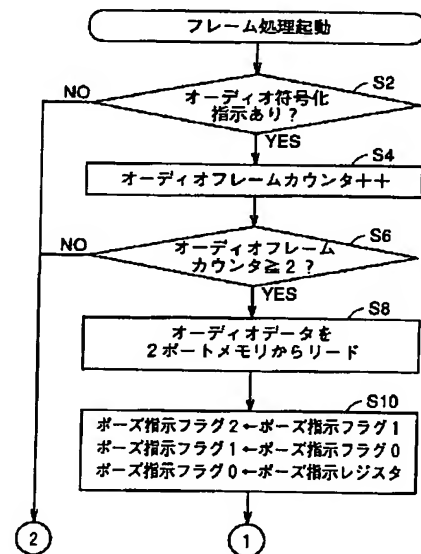 フレーム処理起動
S2
NO
オーディオ符号化
指示あり?
YES
S4
オーディオフレームカウンタ++
S6
NO
オーディオフレーム
カウンタ≧2?
YES
S8
オーディオデータを
2ポートメモリからリード
S10
ポーズ指示フラグ2←ポーズ指示フラグ1
ポーズ指示フラグ1←ポーズ指示フラグ0
ポーズ指示フラグ0←ポーズ指示レジスタ
2
1